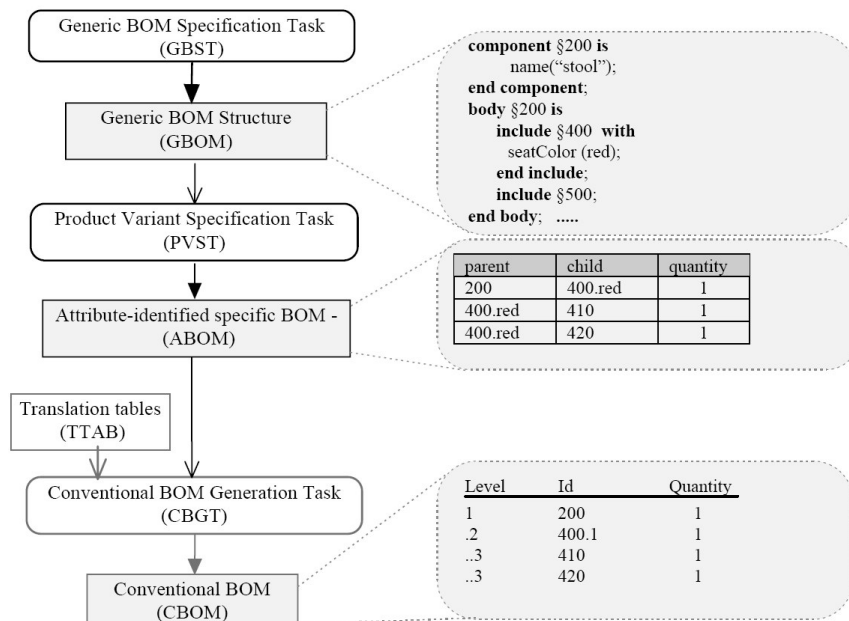 Generic BOM Specification Task
(GBST)
Generic BOM Structure
(GBOM)
Product Variant Specification Task
(PVST)
Attribute-identified specific BOM -
(ABOM)
Translation tables
(TTAB)
Conventional BOM Generation Task
(CBGT)
Conventional BOM
(CBOM)
component §200 is
name(“stool”);
end component;
body §200 is
include §400 with
seatColor (red);
end include;
include §500;
end body; .....
parent child quantity
200 400.red 1
400.red 410 1
400.red 420 1
Level Id Quantity
1 200 1
.2 400.1 1
..3 410 1
..3 420 1